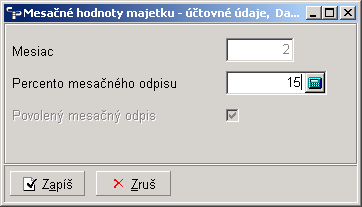 Mesačné hodnoty majetku - účtovné údaje, Da...
Mesiac 2
Percento mesačného odpisu 15
Povolený mesačný odpis
Zapíš Zruš